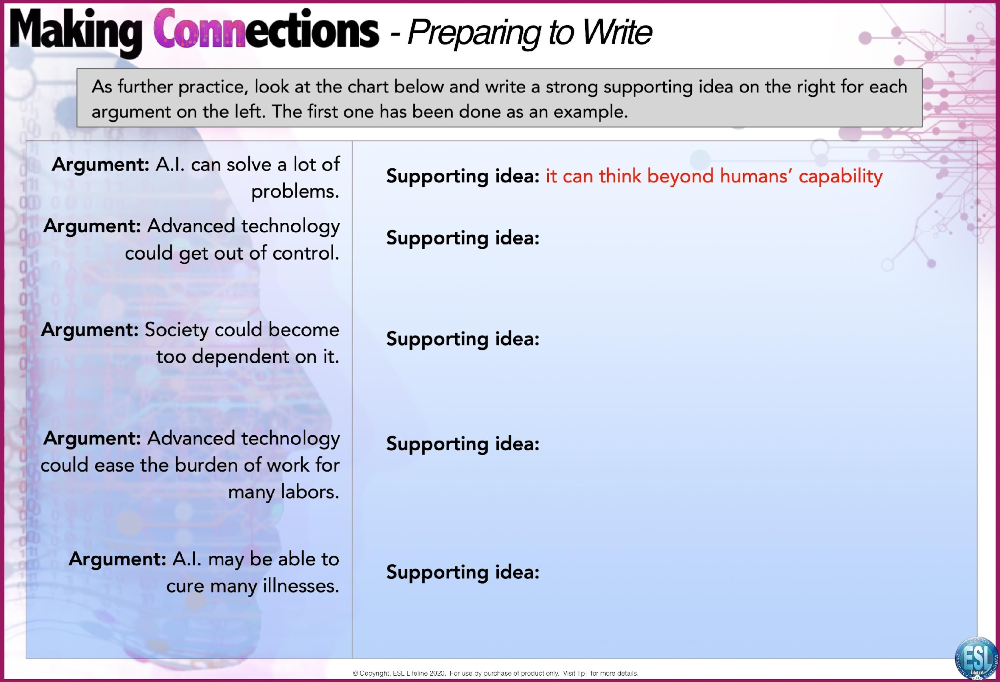 Making Connections - Preparing to Write
As further practice, look at the chart below and write a strong supporting idea on the right for each
argument on the left. The first one has been done as an example.
Argument: A.I. can solve a lot of
problems.
Supporting idea: it can think beyond humans’ capability
Argument: Advanced technology
could get out of control.
Supporting idea:
Argument: Society could become
too dependent on it.
Supporting idea:
Argument: Advanced technology
could ease the burden of work for
many labors.
Supporting idea:
Argument: A.I. may be able to
cure many illnesses.
Supporting idea:
© Copyright, ESL Lifeline 2020. For use by purchase of product only. Visit TpT for more details.
LESSONS
ESL
LifeLine
RESOURCES
MATERIALS